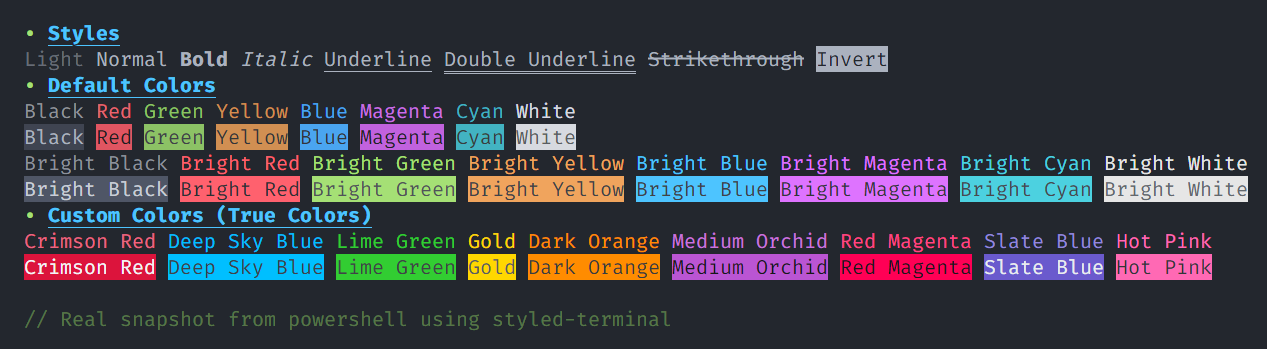 • Styles
Light Normal Bold Italic Underline Double Underline Strikethrough Invert
• Default Colors
Black Red Green Yellow Blue Magenta Cyan White
Black Red Green Yellow Blue Magenta Cyan White
Bright Black Bright Red Bright Green Bright Yellow Bright Blue Bright Magenta Bright Cyan Bright White
Bright Black Bright Red Bright Green Bright Yellow Bright Blue Bright Magenta Bright Cyan Bright White
• Custom Colors (True Colors)
Crimson Red Deep Sky Blue Lime Green Gold Dark Orange Medium Orchid Red Magenta Slate Blue Hot Pink
Crimson Red Deep Sky Blue Lime Green Gold Dark Orange Medium Orchid Red Magenta Slate Blue Hot Pink
// Real snapshot from powershell using styled-terminal